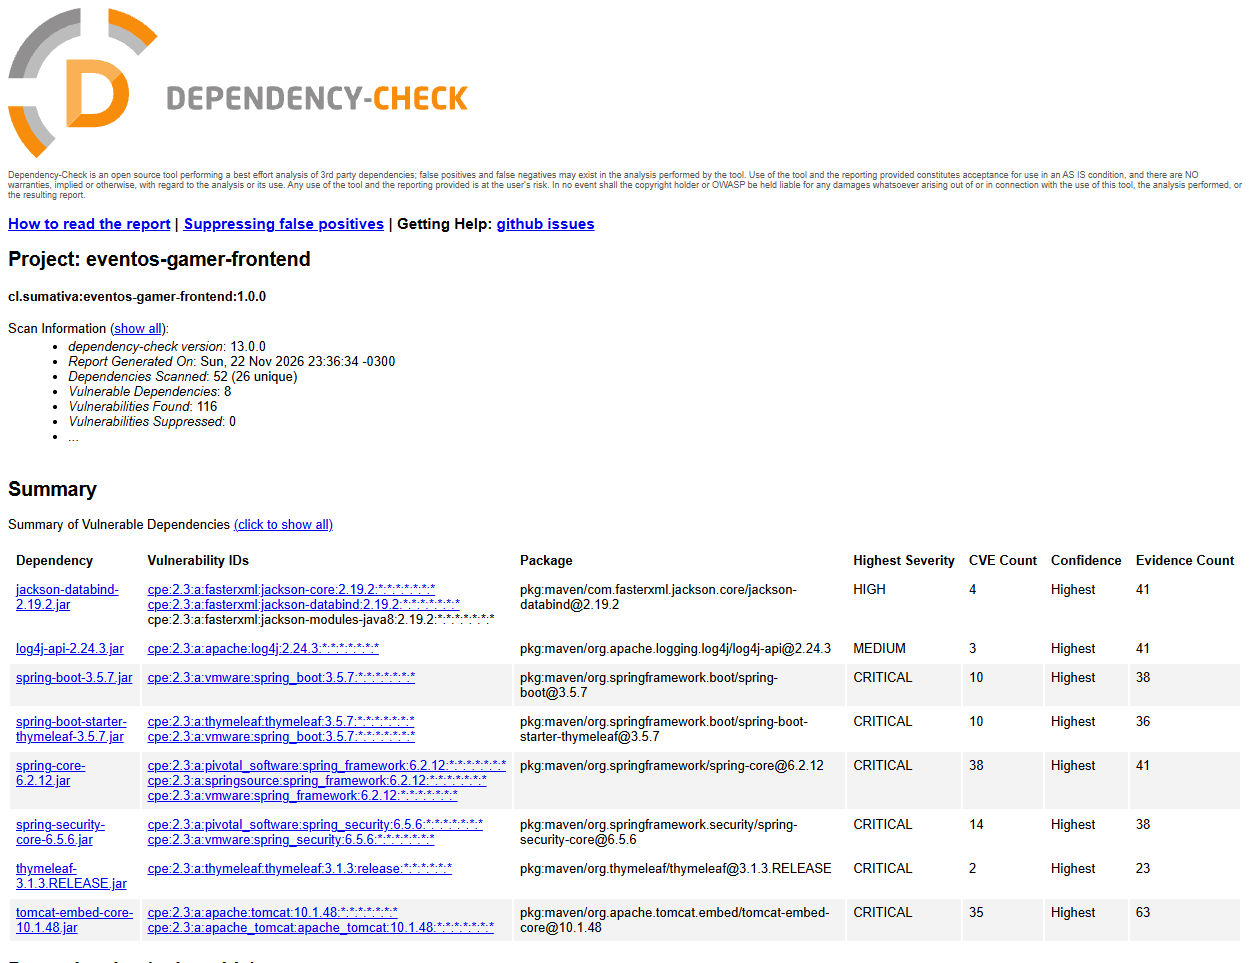 D
DEPENDENCY-CHECK
Dependency-Check is an open source tool performing a best effort analysis of 3rd party dependencies; false positives and false negatives may exist in the analysis performed by the tool. Use of the tool and the reporting provided constitutes acceptance for use in an AS IS condition, and there are NO
warranties, implied or otherwise, with regard to the analysis or its use. Any use of the tool and the reporting provided is at the user's risk. In no event shall the copyright holder or OWASP be held liable for any damages whatsoever arising out of or in connection with the use of this tool, the analysis performed, or
the resulting report.
How to read the report | Suppressing false positives | Getting Help: github issues
Project: eventos-gamer-frontend
cl.sumativa:eventos-gamer-frontend:1.0.0
Scan Information (show all):
• dependency-check version: 13.0.0
• Report Generated On: Sun, 22 Nov 2026 23:36:34 -0300
• Dependencies Scanned: 52 (26 unique)
• Vulnerable Dependencies: 8
• Vulnerabilities Found: 116
• Vulnerabilities Suppressed: 0
• ...
Summary
Summary of Vulnerable Dependencies (click to show all)
Dependency Vulnerability IDs Package Highest Severity CVE Count Confidence Evidence Count
jackson-databind- cpe:2.3:a:fasterxml:jackson-core:2.19.2:*:*:*:*:*:*:* pkg:maven/com.fasterxml.jackson.core/jackson- HIGH 4 Highest 41
2.19.2.jar cpe:2.3:a:fasterxml:jackson-databind:2.19.2:*:*:*:*:*:*:* databind@2.19.2
cpe:2.3:a:fasterxml:jackson-modules-java8:2.19.2:*:*:*:*:*:*:*
log4j-api-2.24.3.jar cpe:2.3:a:apache:log4j:2.24.3:*:*:*:*:*:*:* pkg:maven/org.apache.logging.log4j/log4j-api@2.24.3 MEDIUM 3 Highest 41
spring-boot-3.5.7.jar cpe:2.3:a:vmware:spring_boot:3.5.7:*:*:*:*:*:*:* pkg:maven/org.springframework.boot/spring- CRITICAL 10 Highest 38
boot@3.5.7
spring-boot-starter- cpe:2.3:a:thymeleaf:thymeleaf:3.5.7:*:*:*:*:*:*:* pkg:maven/org.springframework.boot/spring-boot- CRITICAL 10 Highest 36
thymeleaf-3.5.7.jar cpe:2.3:a:vmware:spring_boot:3.5.7:*:*:*:*:*:*:* starter-thymeleaf@3.5.7
spring-core- cpe:2.3:a:pivotal_software:spring_framework:6.2.12:*:*:*:*:*:*:* pkg:maven/org.springframework/spring-core@6.2.12 CRITICAL 38 Highest 41
6.2.12.jar cpe:2.3:a:springsource:spring_framework:6.2.12:*:*:*:*:*:*:*
cpe:2.3:a:vmware:spring_framework:6.2.12:*:*:*:*:*:*:*
spring-security- cpe:2.3:a:pivotal_software:spring_security:6.5.6:*:*:*:*:*:*:* pkg:maven/org.springframework.security/spring- CRITICAL 14 Highest 38
core-6.5.6.jar cpe:2.3:a:vmware:spring_security:6.5.6:*:*:*:*:*:*:* security-core@6.5.6
thymeleaf- cpe:2.3:a:thymeleaf:thymeleaf:3.1.3:release:*:*:*:*:*:* pkg:maven/org.thymeleaf/thymeleaf@3.1.3.RELEASE CRITICAL 2 Highest 23
3.1.3.RELEASE.jar
tomcat-embed-core- cpe:2.3:a:apache:tomcat:10.1.48:*:*:*:*:*:*:* pkg:maven/org.apache.tomcat.embed/tomcat-embed- CRITICAL 35 Highest 63
10.1.48.jar cpe:2.3:a:apache_tomcat:apache_tomcat:10.1.48:*:*:*:*:*:*:* core@10.1.48